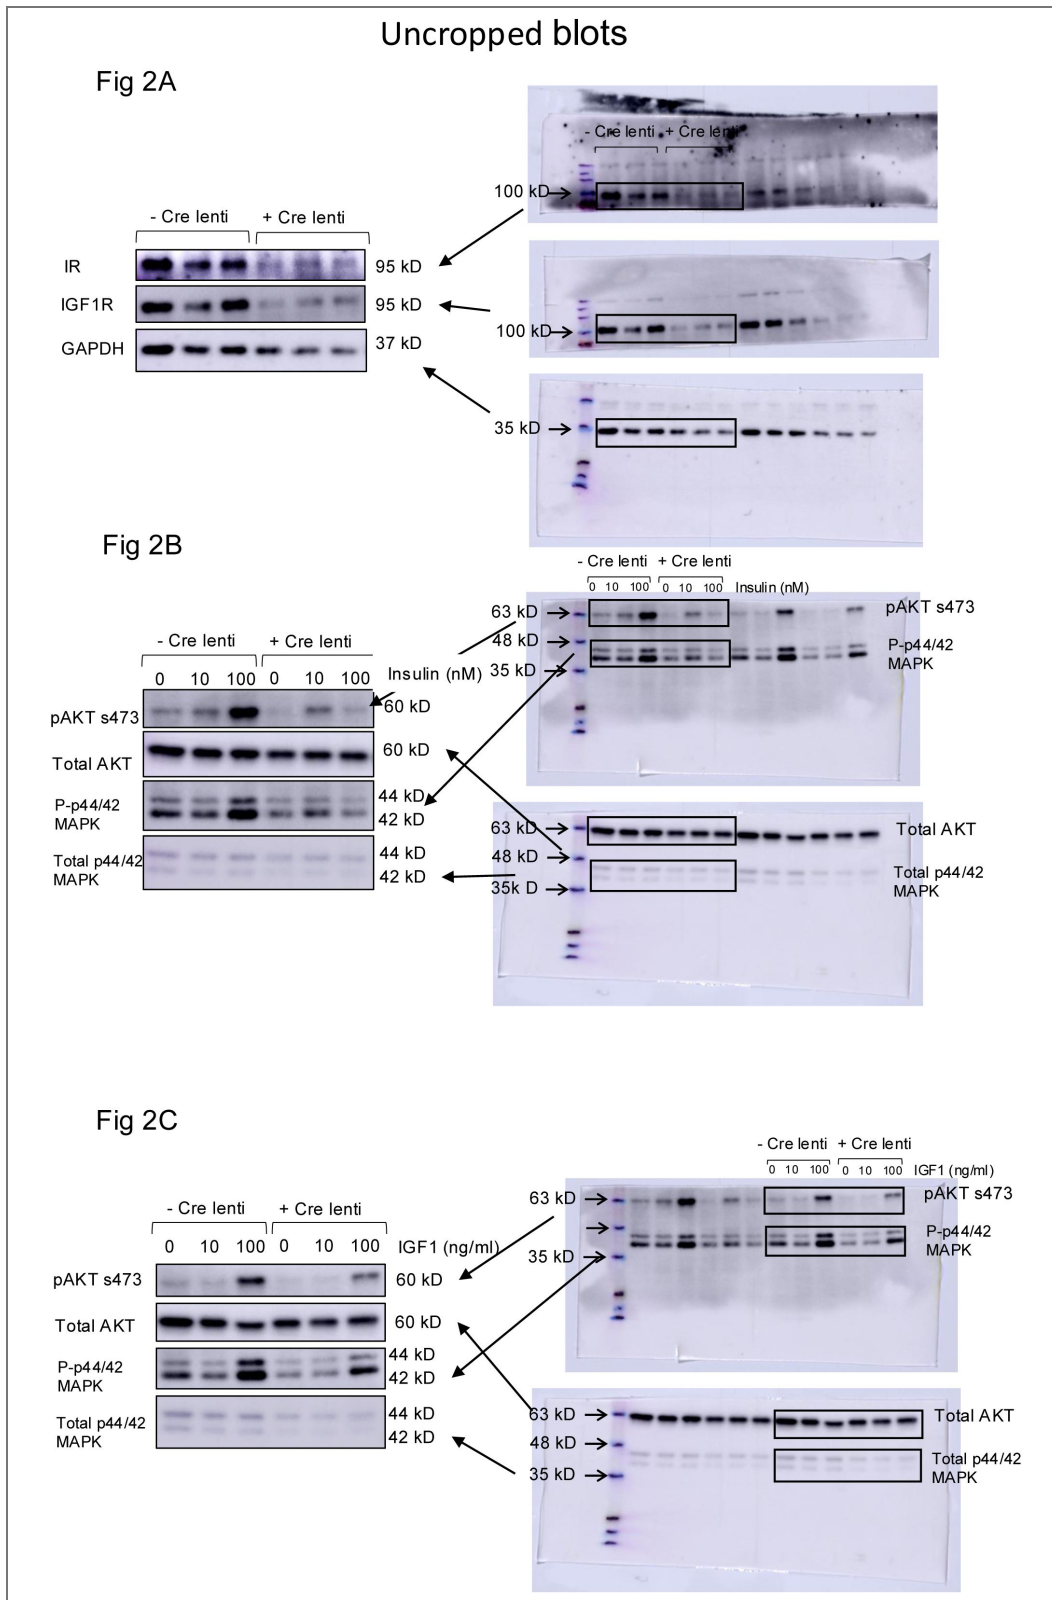 Uncropped blots
Fig 2A
- Cre lenti + Cre lenti
100 kD
- Cre lenti + Cre lenti
IR 95 kD
IGF1R 95 kD
GAPDH 37 kD
100 kD
35 kD
Fig 2B
- Cre lenti + Cre lenti
0 10 100 0 10 100 Insulin (nM)
63 kD pAKT s473
48 kD P-p44/42
MAPK
35 kD
- Cre lenti + Cre lenti
0 10 100 0 10 100 Insulin (nM)
pAKT s473 60 kD
Total AKT 60 kD
P-p44/42 44 kD
MAPK 42 kD
Total p44/42 44 kD
MAPK 42 kD
63 kD Total AKT
48 kD Total p44/42
MAPK
35k D
Fig 2C
- Cre lenti + Cre lenti
0 10 100 0 10 100 IGF1 (ng/ml)
63 kD pAKT s473
P-p44/42
MAPK
35 kD
- Cre lenti + Cre lenti
0 10 100 0 10 100 IGF1 (ng/ml)
pAKT s473 60 kD
Total AKT 60 kD
P-p44/42 44 kD
MAPK 42 kD
Total p44/42 44 kD
MAPK 42 kD
63 kD Total AKT
48 kD Total p44/42
MAPK
35 kD